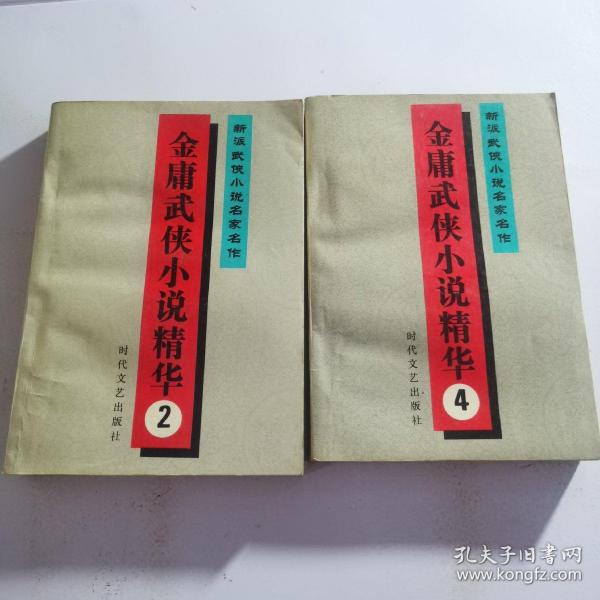 新派武侠小说名家名作
金庸武侠小说精华
2
时代文艺出版社
新派武侠小说名家名作
金庸武侠小说精华
4
时代文艺出版社
孔夫子旧书网
www.kongfz.com